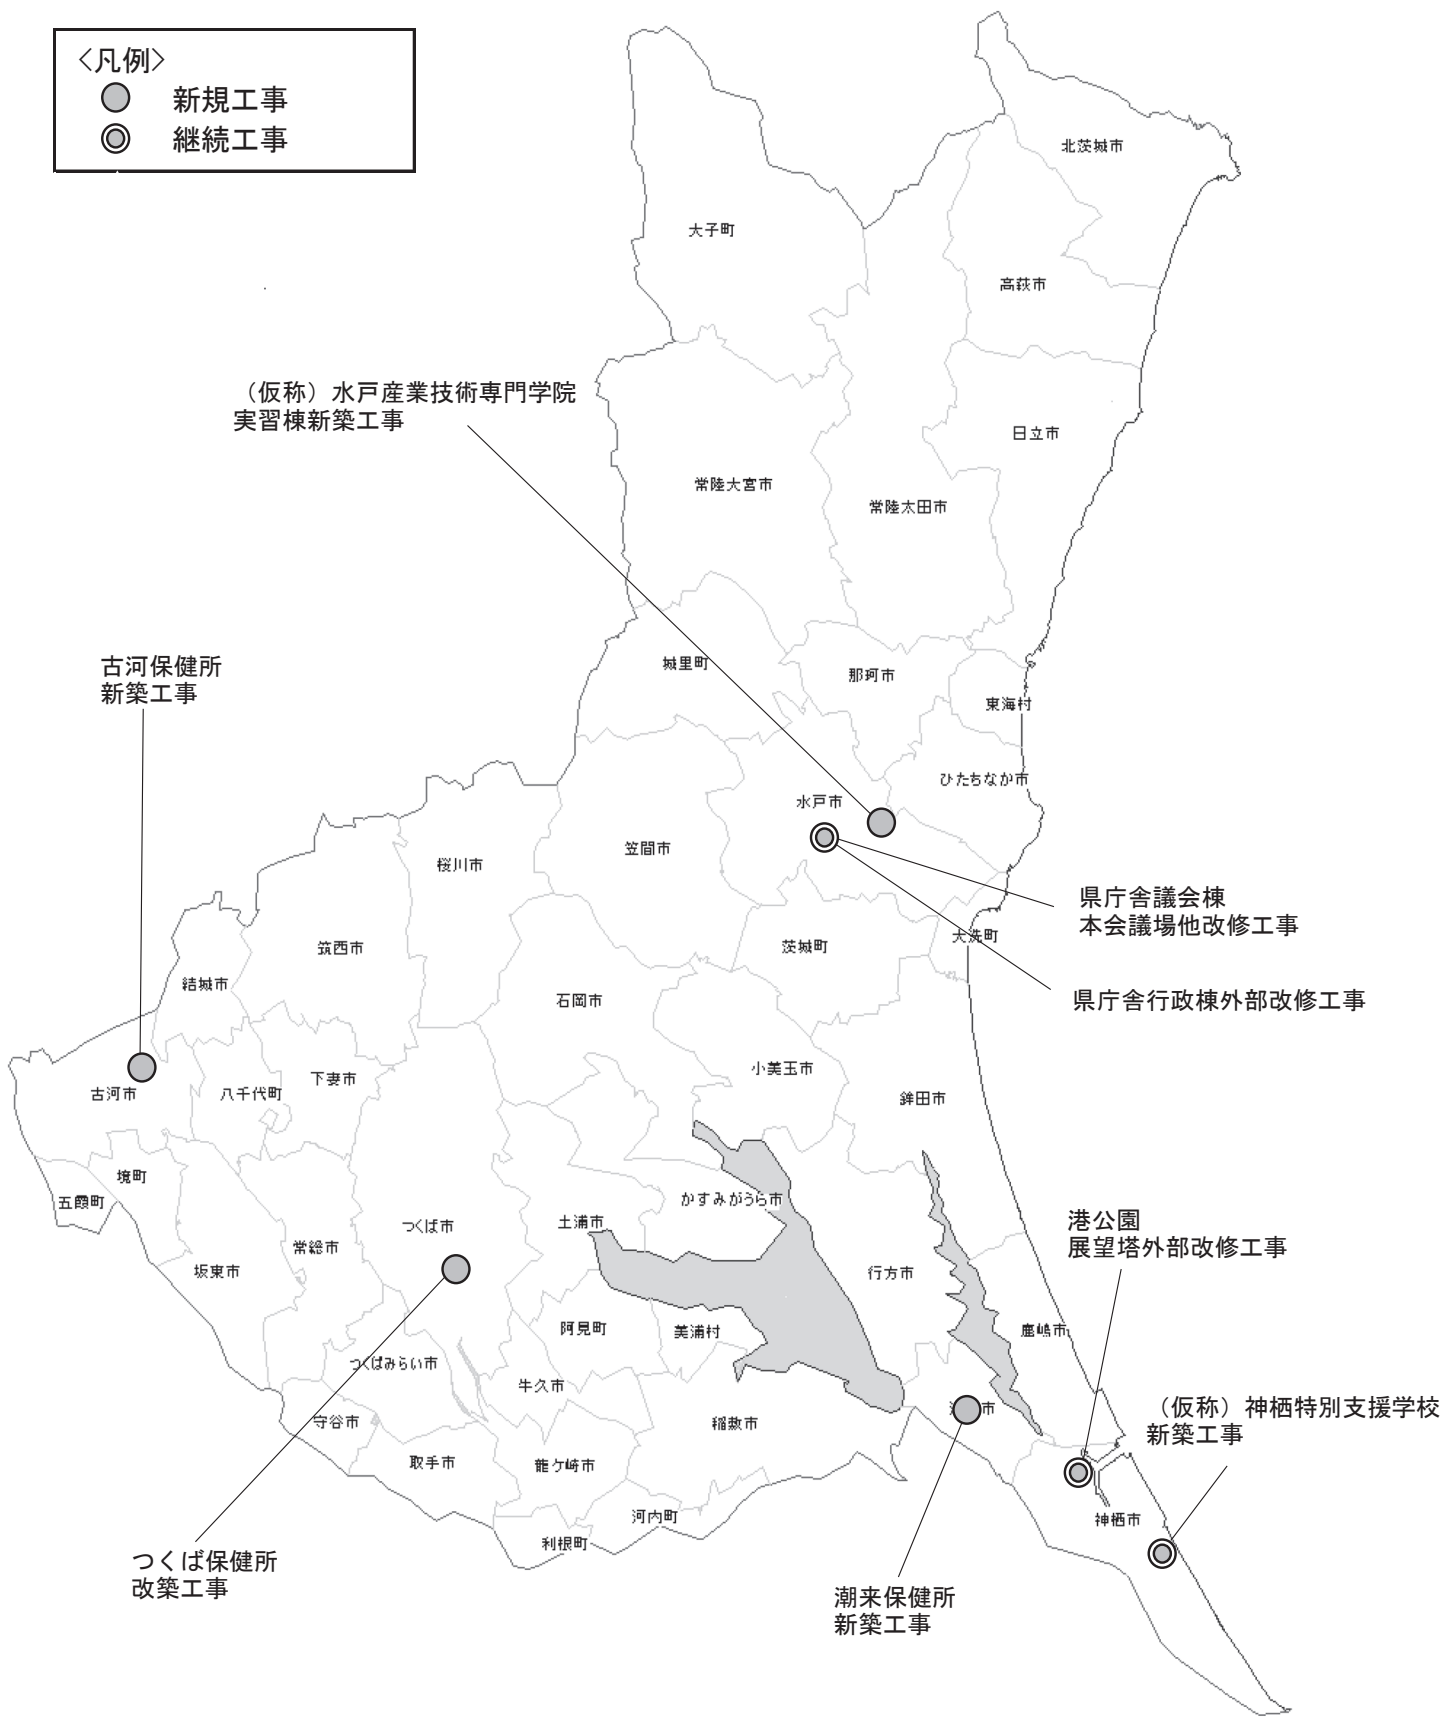 〈凡例〉
新規工事
継続工事
北茨城市
大子町
高萩市
（仮称）水戸産業技術専門学院
実習棟新築工事
日立市
常陸大宮市
常陸太田市
古河保健所
新築工事
城里町
那珂市
東海村
ひたちなか市
水戸市
笠間市
桜川市
県庁舎議会棟
本会議場他改修工事
筑西市
茨城町
大洗町
結城市
石岡市
県庁舎行政棟外部改修工事
小美玉市
下妻市
古河市
八千代町
鉾田市
境町
五霞町
かすみがうら市
つくば市
土浦市
港公園
展望塔外部改修工事
常総市
坂東市
行方市
阿見町
美浦村
鹿嶋市
つくばみらい市
牛久市
守谷市
稲敷市
市
（仮称）神栖特別支援学校
新築工事
取手市
龍ケ崎市
河内町
神栖市
利根町
つくば保健所
改築工事
潮来保健所
新築工事